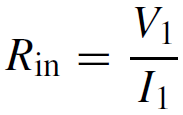 R_in = V_1 / I_1